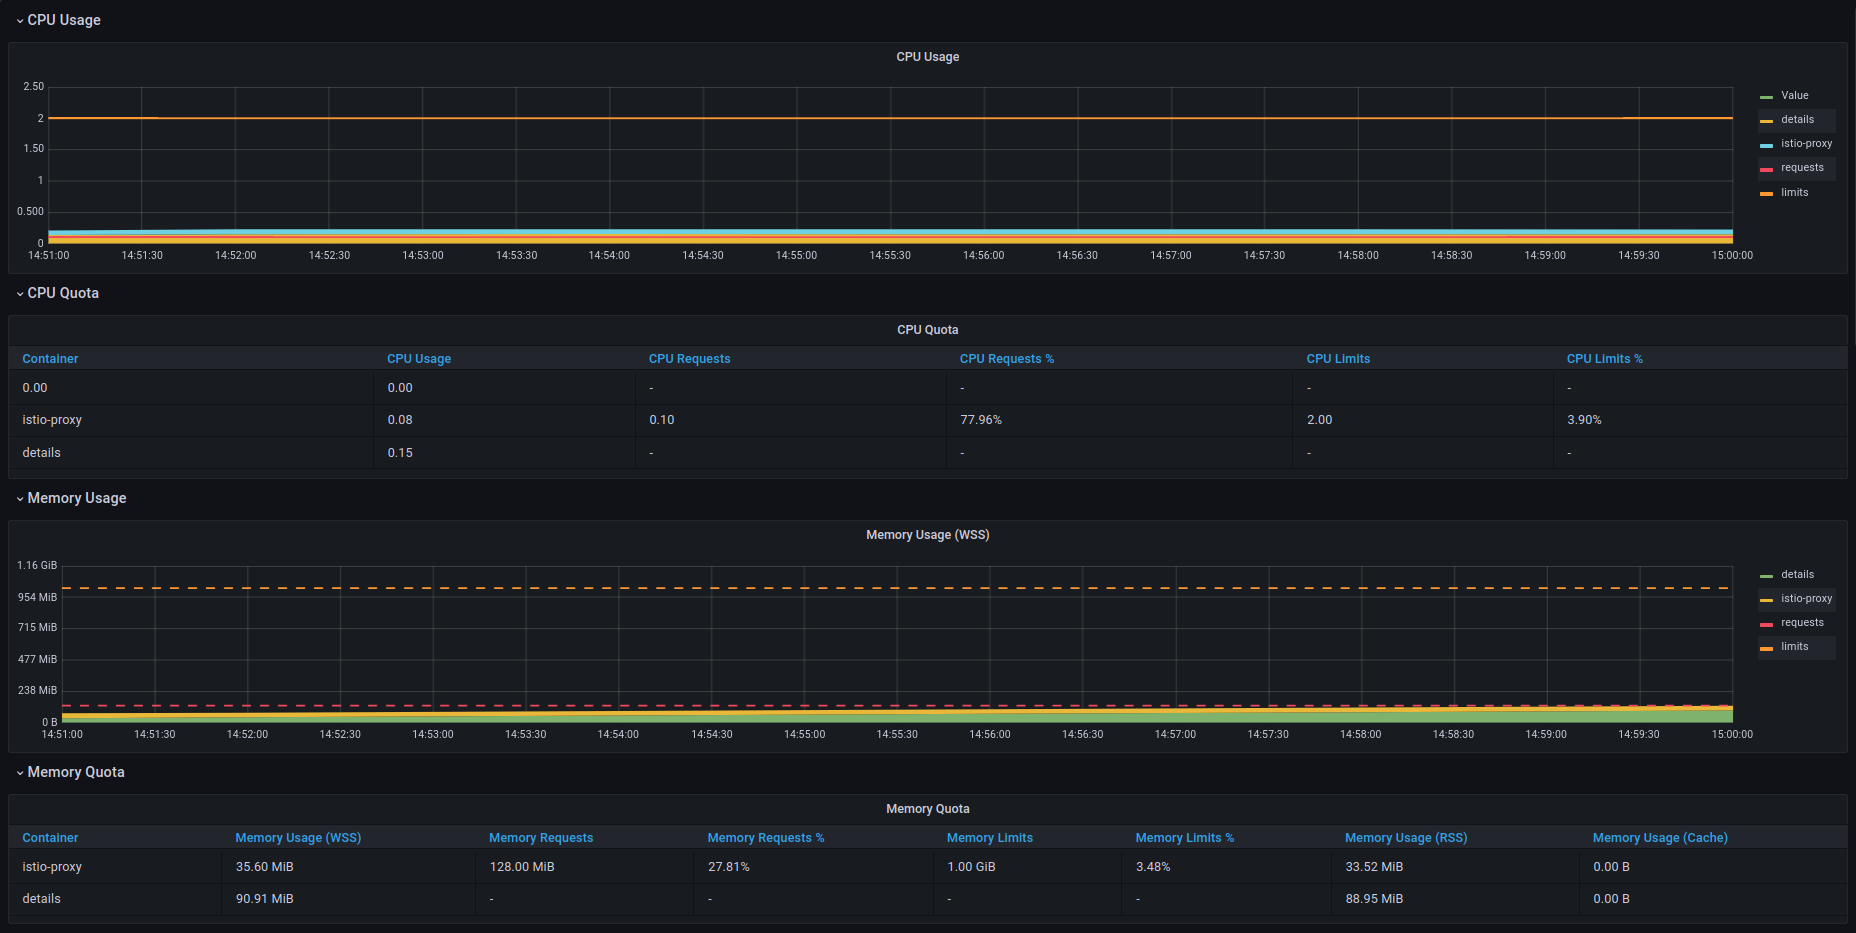 CPU Usage
CPU Usage
2.50
2
1.50
1
0.500
0
14:51:00 14:51:30 14:52:00 14:52:30 14:53:00 14:53:30 14:54:00 14:54:30 14:55:00 14:55:30 14:56:00 14:56:30 14:57:00 14:57:30 14:58:00 14:58:30 14:59:00 14:59:30 15:00:00
Value
details
istio-proxy
requests
limits
CPU Quota
CPU Quota
Container CPU Usage CPU Requests CPU Requests % CPU Limits CPU Limits %
0.00 0.00 - - - -
istio-proxy 0.08 0.10 77.96% 2.00 3.90%
details 0.15 - - - -
Memory Usage
Memory Usage (WSS)
1.16 GiB
954 MiB
715 MiB
477 MiB
238 MiB
0 B
14:51:00 14:51:30 14:52:00 14:52:30 14:53:00 14:53:30 14:54:00 14:54:30 14:55:00 14:55:30 14:56:00 14:56:30 14:57:00 14:57:30 14:58:00 14:58:30 14:59:00 14:59:30 15:00:00
details
istio-proxy
requests
limits
Memory Quota
Memory Quota
Container Memory Usage (WSS) Memory Requests Memory Requests % Memory Limits Memory Limits % Memory Usage (RSS) Memory Usage (Cache)
istio-proxy 35.60 MiB 128.00 MiB 27.81% 1.00 GiB 3.48% 33.52 MiB 0.00 B
details 90.91 MiB - - - - 88.95 MiB 0.00 B